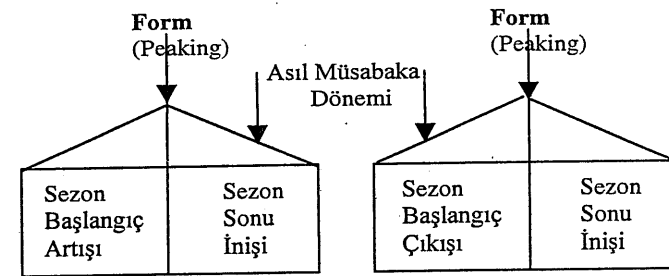 Form
(Peaking)
Form
(Peaking)
Asıl Müsabaka
Dönemi
Sezon
Başlangıç
Artışı
Sezon
Sonu
İnişi
Sezon
Başlangıç
Çıkışı
Sezon
Sonu
İnişi